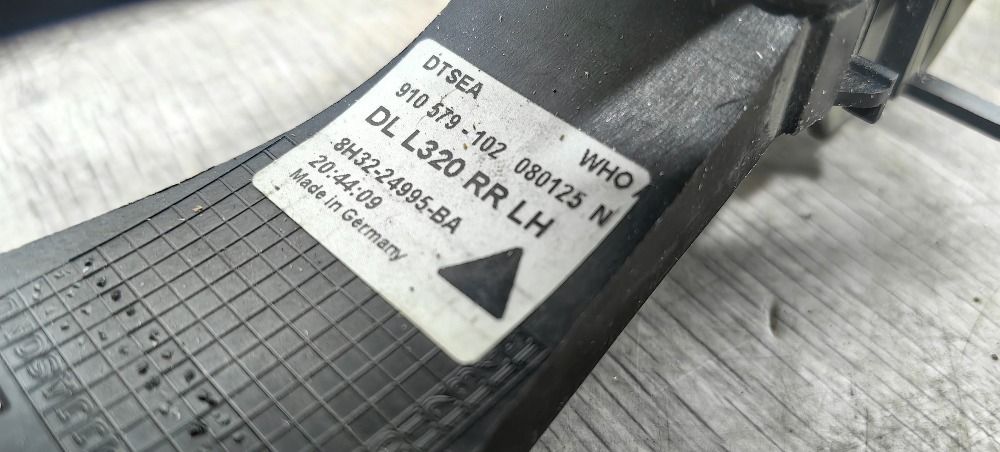 DTSEA
WHO
910 579 -102 080125 N
DL L320 RR LH
8H32-24995-BA
20:44:09
Made in Germany